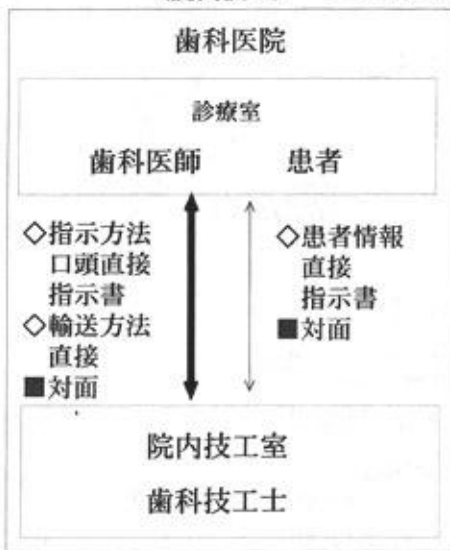 歯科医院
診療室
歯科医師 患者
◇指示方法
口頭直接
指示書
◇輸送方法
直接
■対面
◇患者情報
直接
指示書
■対面
院内技工室
歯科技工士